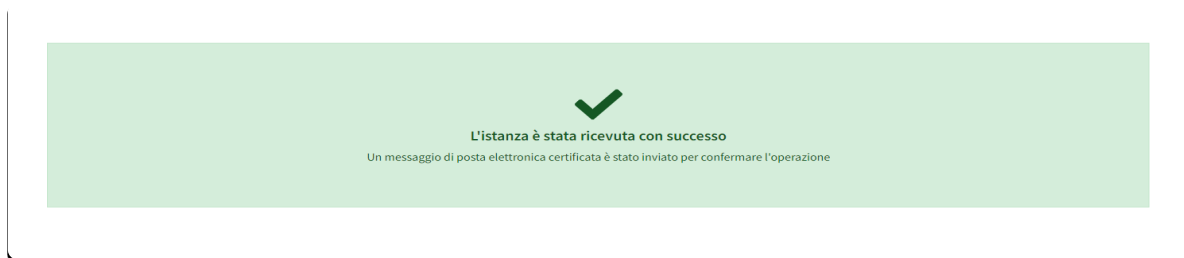 L'istanza è stata ricevuta con successo
Un messaggio di posta elettronica certificata è stato inviato per confermare l'operazione